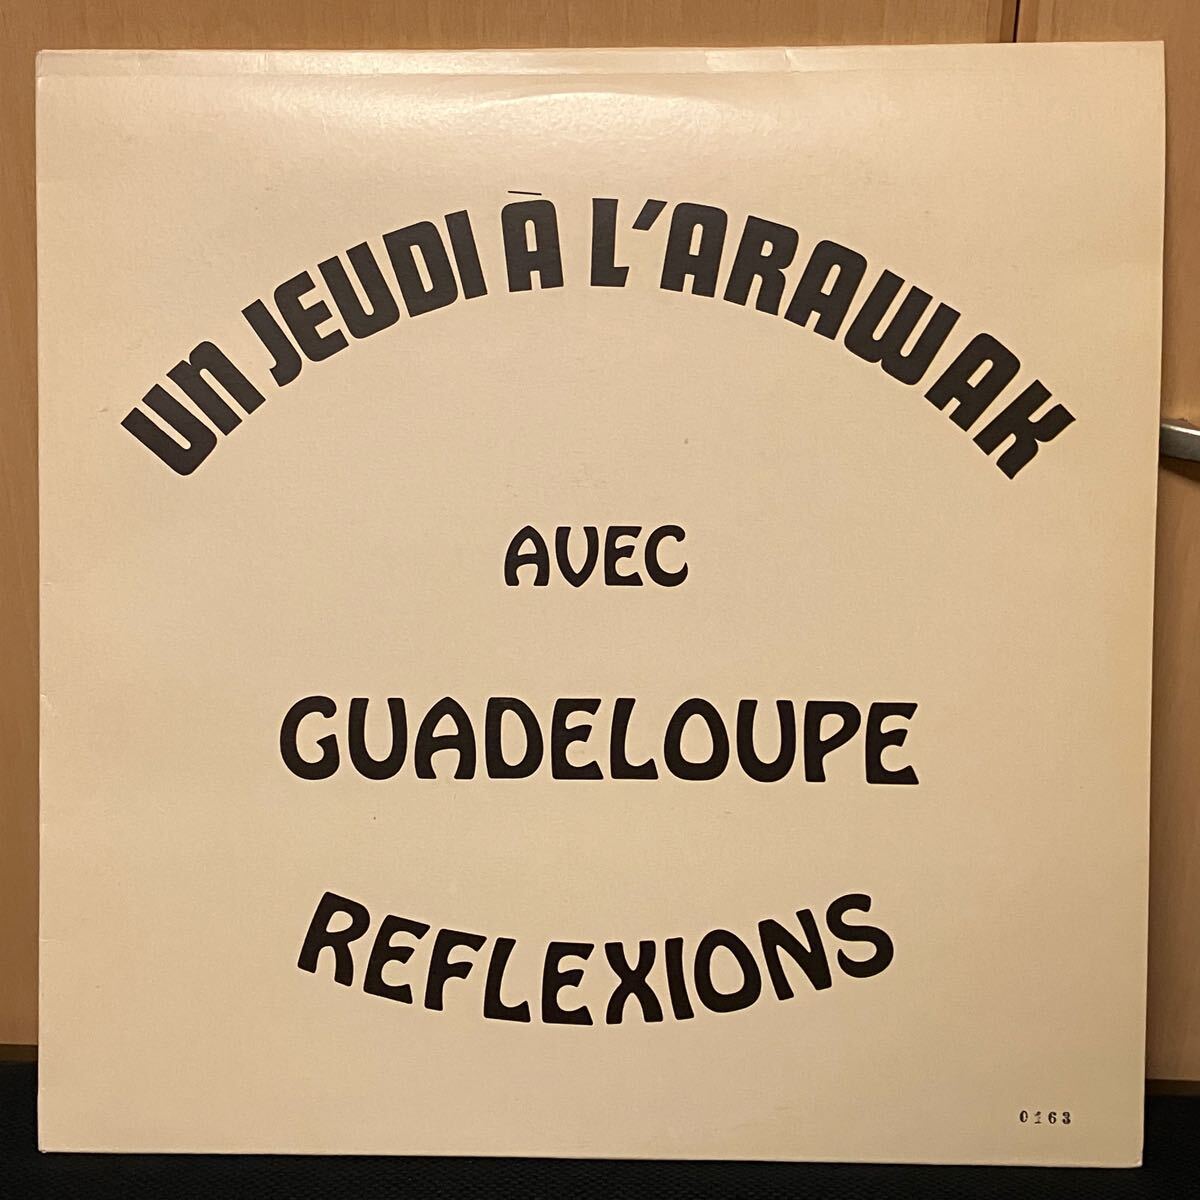 UN JEUDI À L'ARAWAK
AVEC
GUADELOUPE
REFLEXIONS
0163